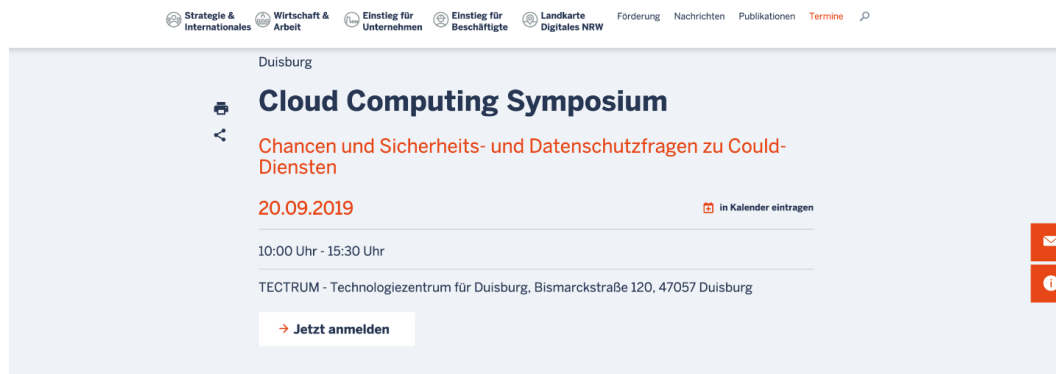 Strategie & Internationales
Wirtschaft & Arbeit
Einstieg für Unternehmen
Einstieg für Beschäftigte
Landkarte Digitales NRW
Förderung
Nachrichten
Publikationen
Termine
Duisburg
Cloud Computing Symposium
Chancen und Sicherheits- und Datenschutzfragen zu Could-
Diensten
20.09.2019
in Kalender eintragen
10:00 Uhr - 15:30 Uhr
TECTRUM - Technologiezentrum für Duisburg, Bismarckstraße 120, 47057 Duisburg
Jetzt anmelden